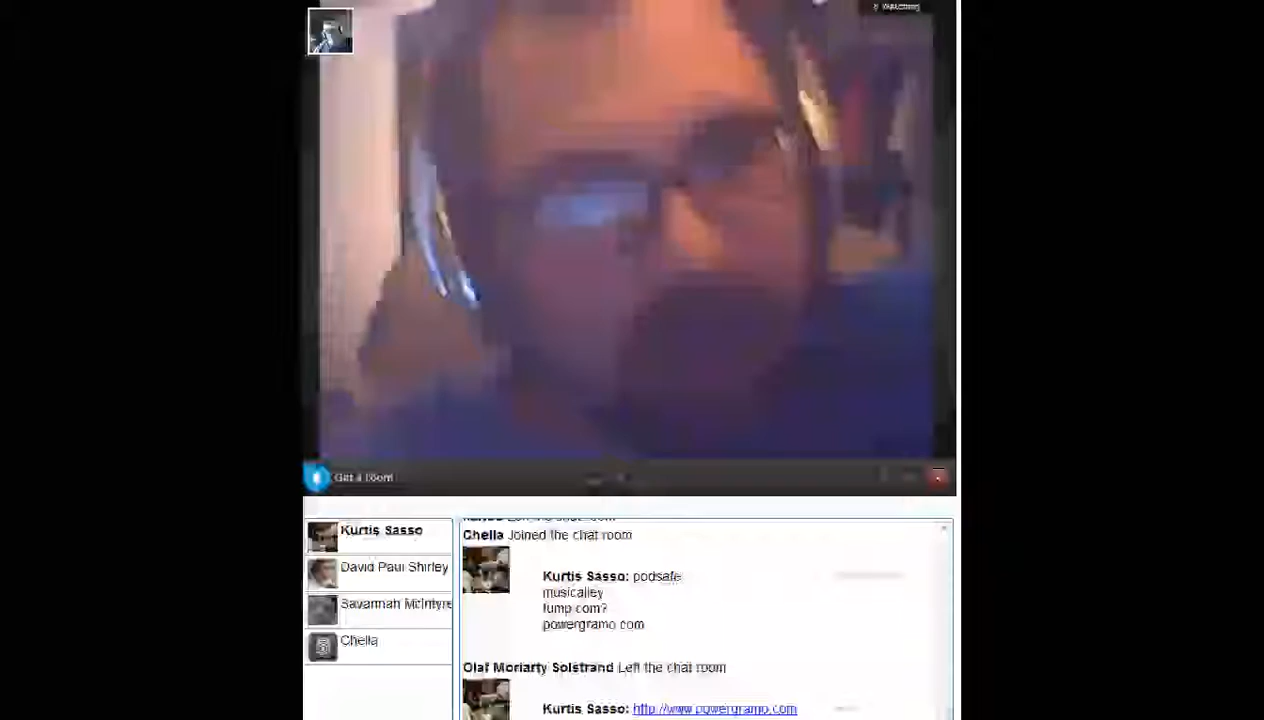 Get a room
Kurtis Sasso
David Paul Shirley
Savannah McIntyre
Chella
Chella Joined the chat room
Kurtis Sasso: podsafe
musicalley
fump com?
powergramo com
Olaf Moriarty Solstrand Left the chat room
Kurtis Sasso: http://www.powergramo.com